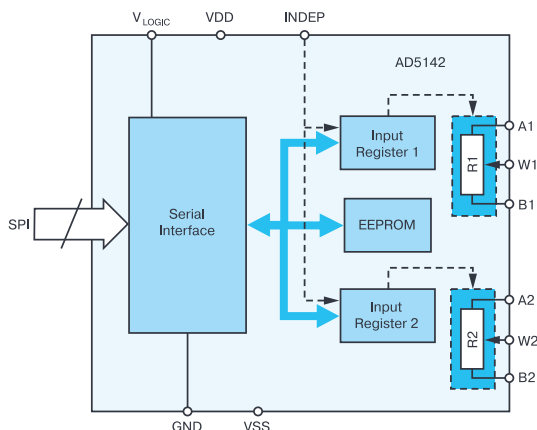 VLOGIC VDD INDEP
AD5142
Input
Register 1
R1
A1
W1
B1
SPI
Serial
Interface
EEPROM
Input
Register 2
R2
A2
W2
B2
GND VSS